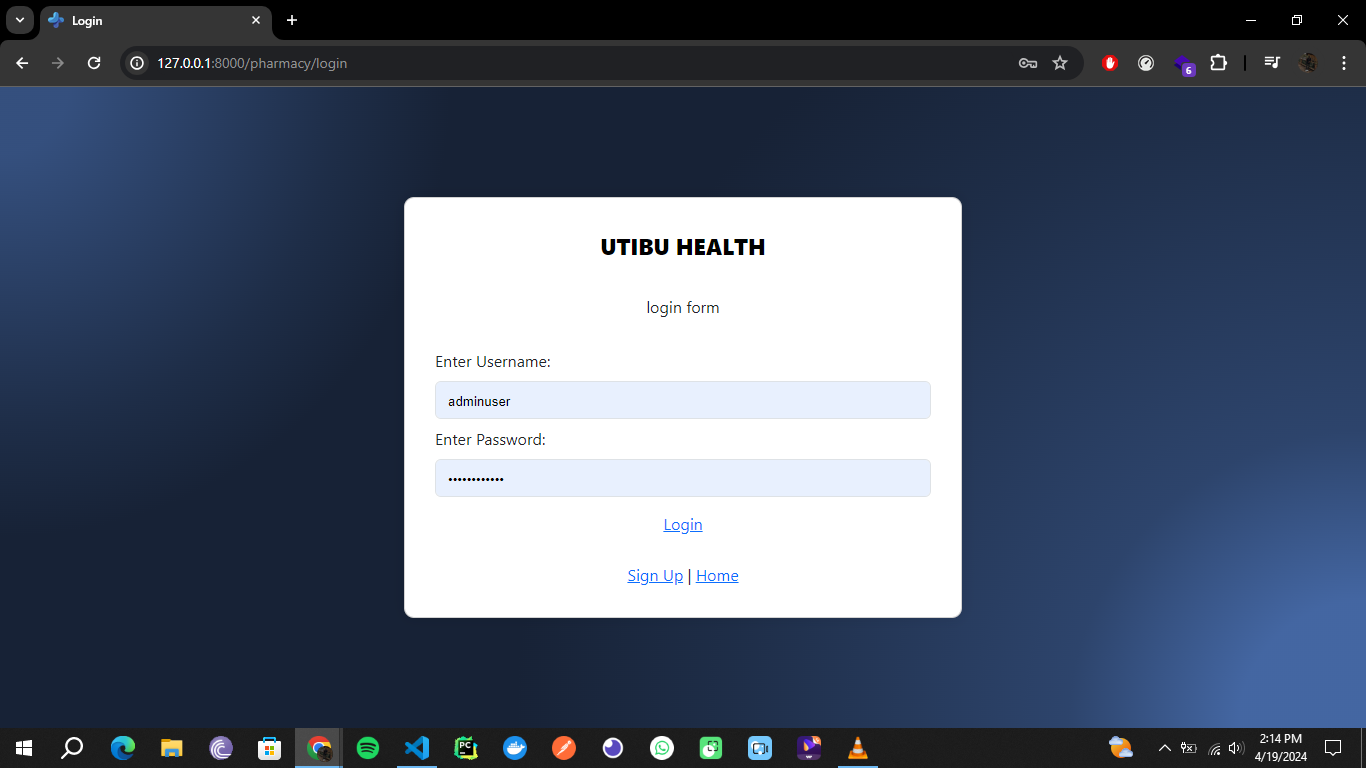 Login
127.0.0.1:8000/pharmacy/login
6
UTIBU HEALTH
login form
Enter Username:
adminuser
Enter Password:
••••••••••••
Login
Sign Up | Home
PC
2:14 PM
4/19/2024